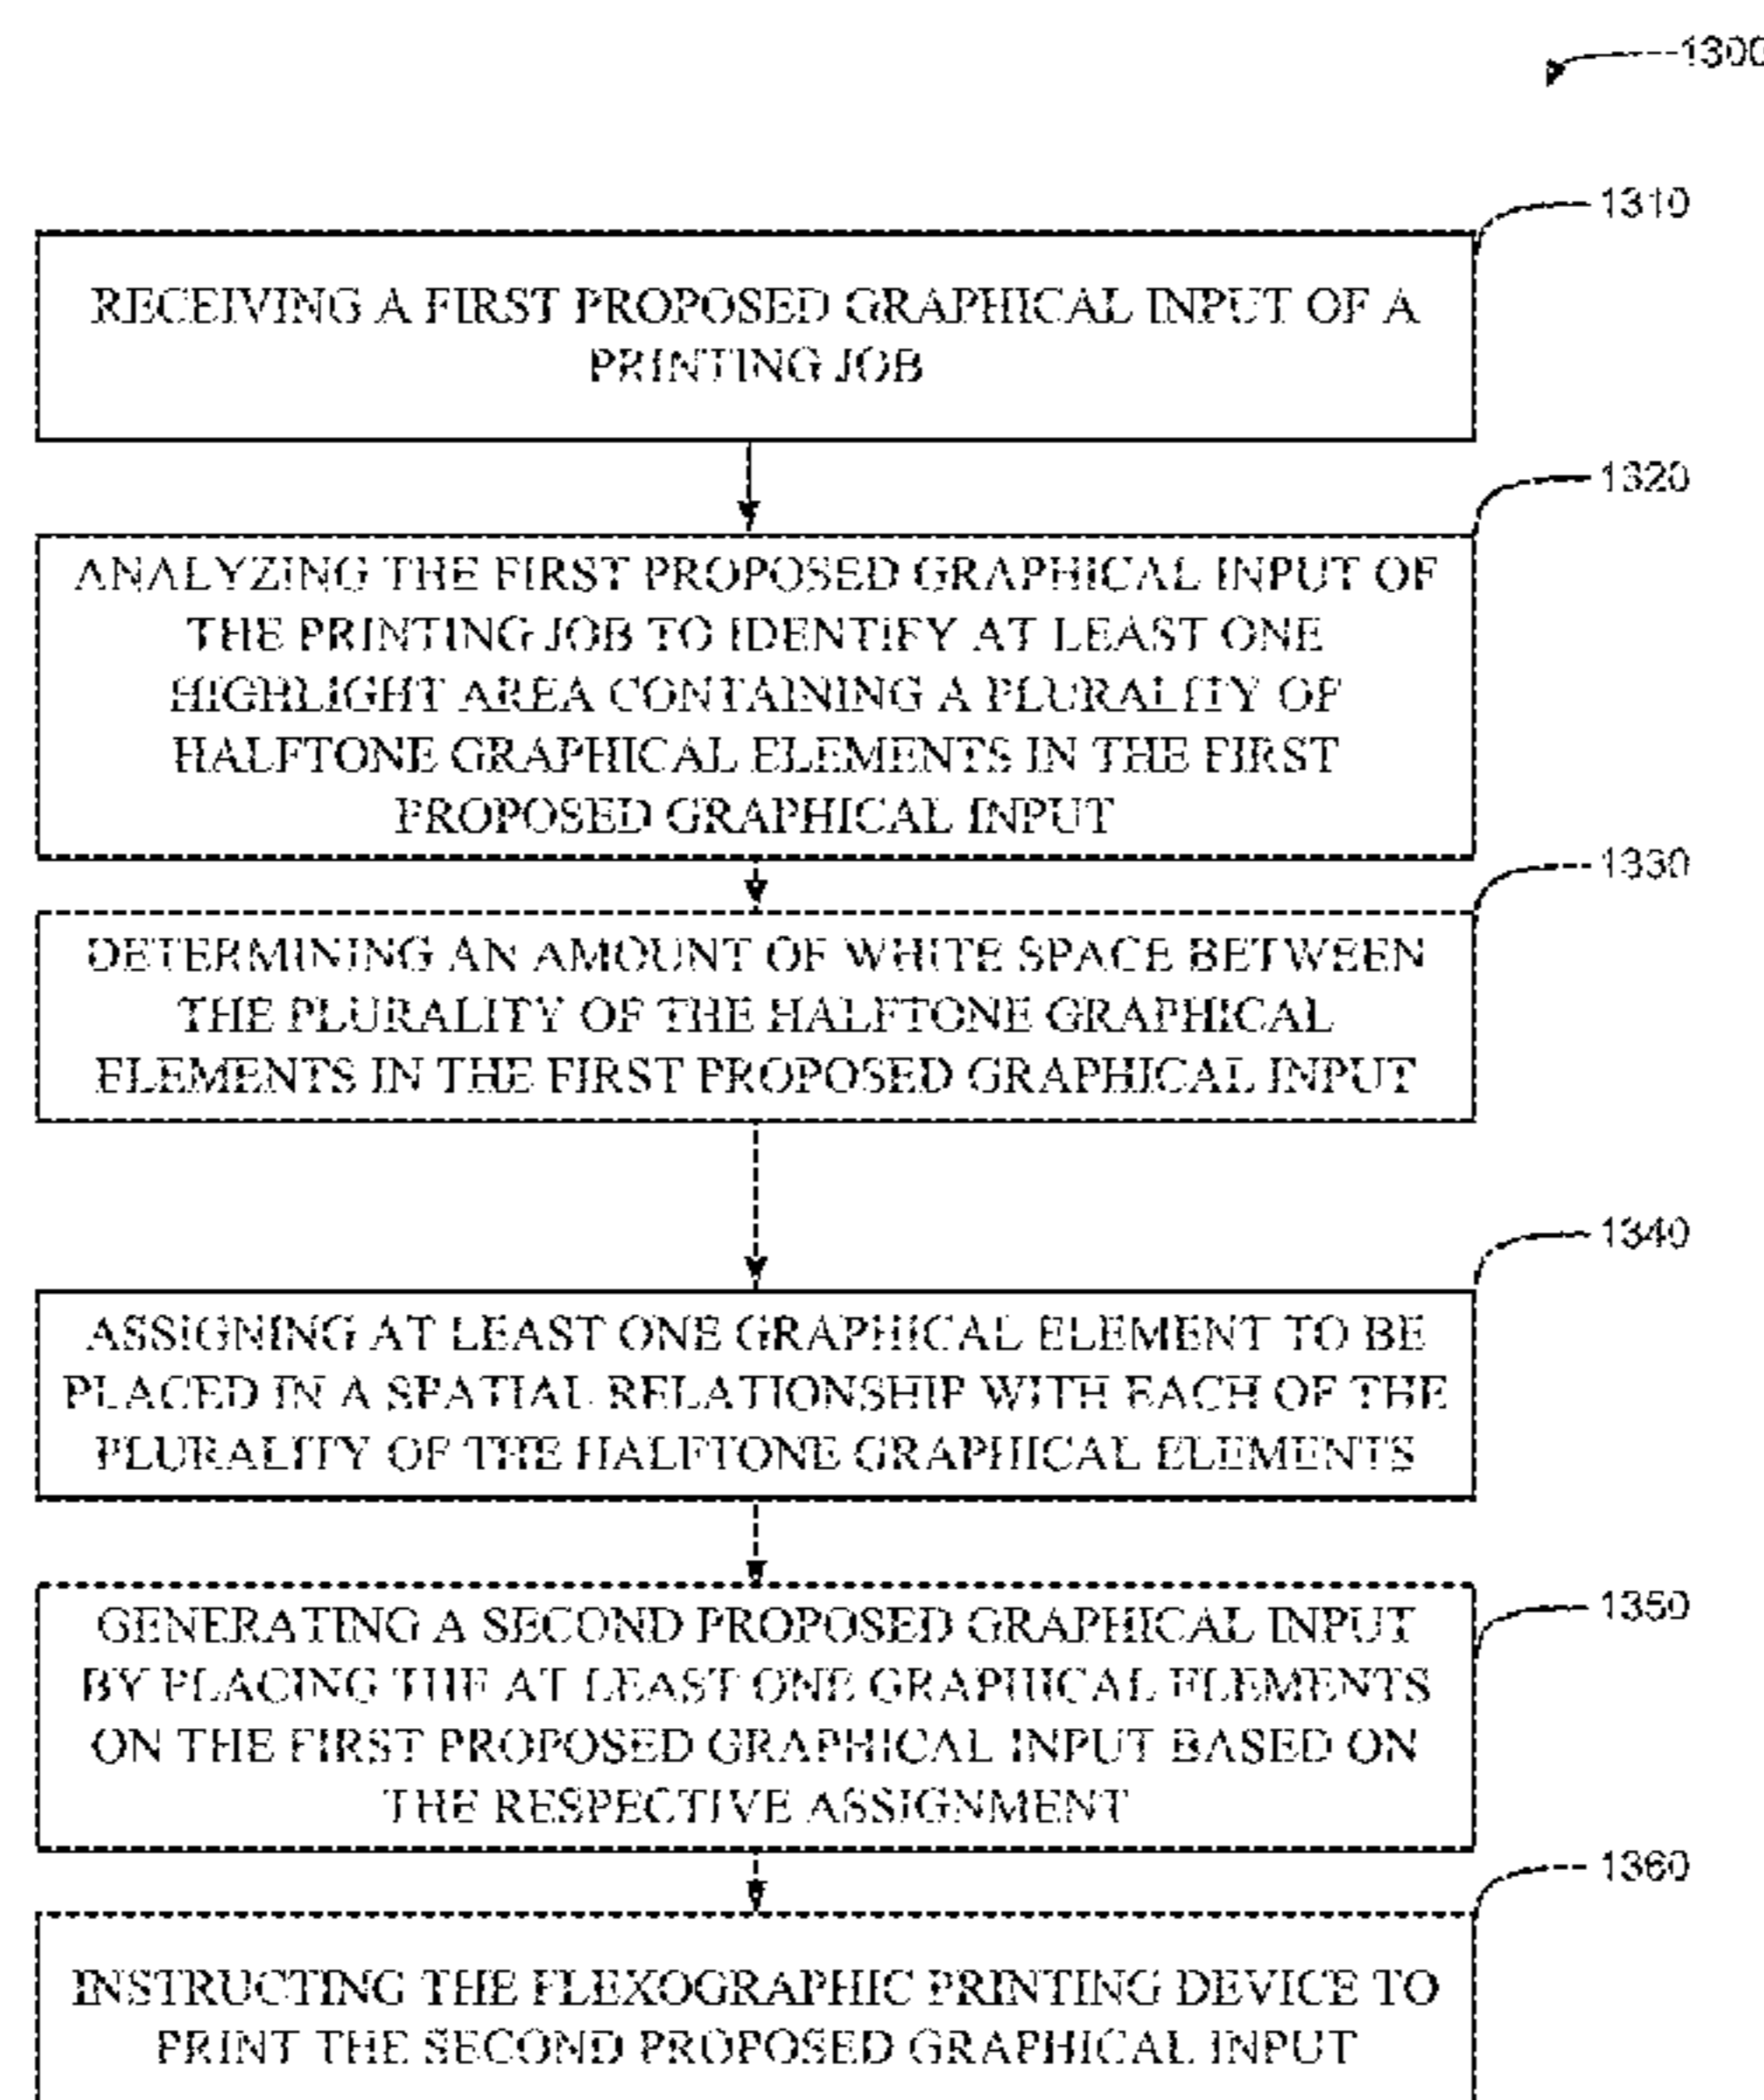 1300
1310
RECEIVING A FIRST PROPOSED GRAPHICAL INPUT OF A
PRINTING JOB
1320
ANALYZING THE FIRST PROPOSED GRAPHICAL INPUT OF
THE PRINTING JOB TO IDENTIFY AT LEAST ONE
HIGHLIGHT AREA CONTAINING A PLURALITY OF
HALFTONE GRAPHICAL ELEMENTS IN THE FIRST
PROPOSED GRAPHICAL INPUT
1330
DETERMINING AN AMOUNT OF WHITE SPACE BETWEEN
THE PLURALITY OF THE HALFTONE GRAPHICAL
ELEMENTS IN THE FIRST PROPOSED GRAPHICAL INPUT
1340
ASSIGNING AT LEAST ONE GRAPHICAL ELEMENT TO BE
PLACED IN A SPATIAL RELATIONSHIP WITH EACH OF THE
PLURALITY OF THE HALFTONE GRAPHICAL ELEMENTS
1350
GENERATING A SECOND PROPOSED GRAPHICAL INPUT
BY PLACING THE AT LEAST ONE GRAPHICAL ELEMENTS
ON THE FIRST PROPOSED GRAPHICAL INPUT BASED ON
THE RESPECTIVE ASSIGNMENT
1360
INSTRUCTING THE FLEXOGRAPHIC PRINTING DEVICE TO
PRINT THE SECOND PROPOSED GRAPHICAL INPUT